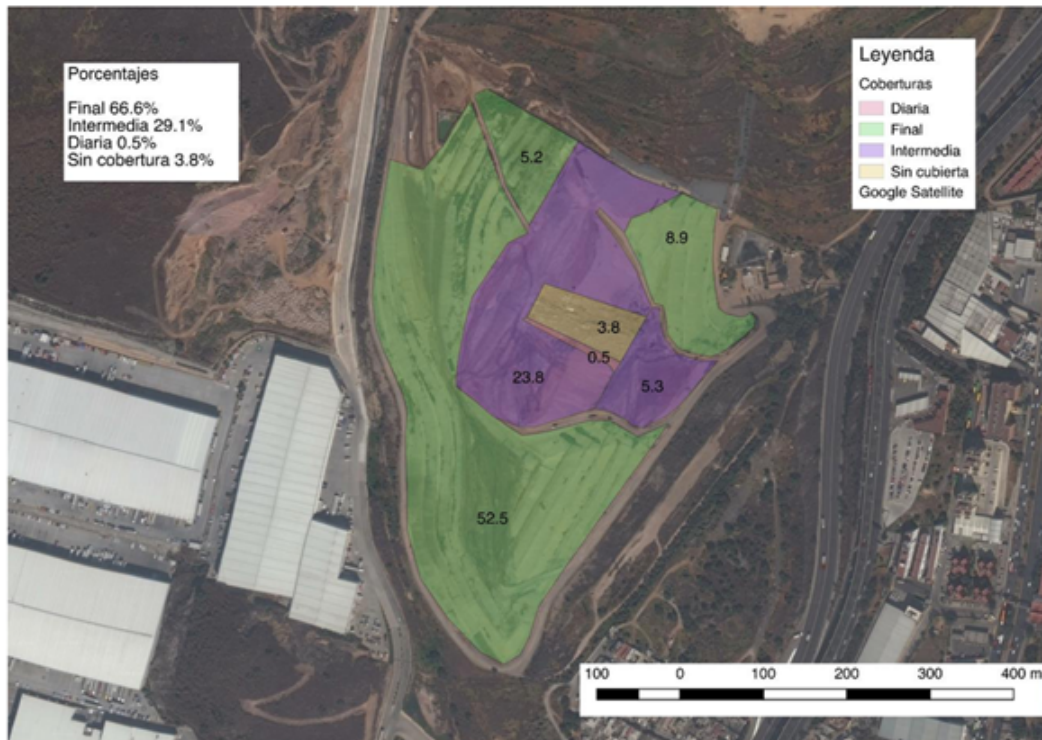 Porcentajes
Final 66.6%
Intermedia 29.1%
Diaria 0.5%
Sin cobertura 3.8%
Leyenda
Coberturas
Diaria
Final
Intermedia
Sin cubierta
Google Satellite
5.2
8.9
3.8
0.5
23.8
5.3
52.5
100 0 100 200 300 400 m